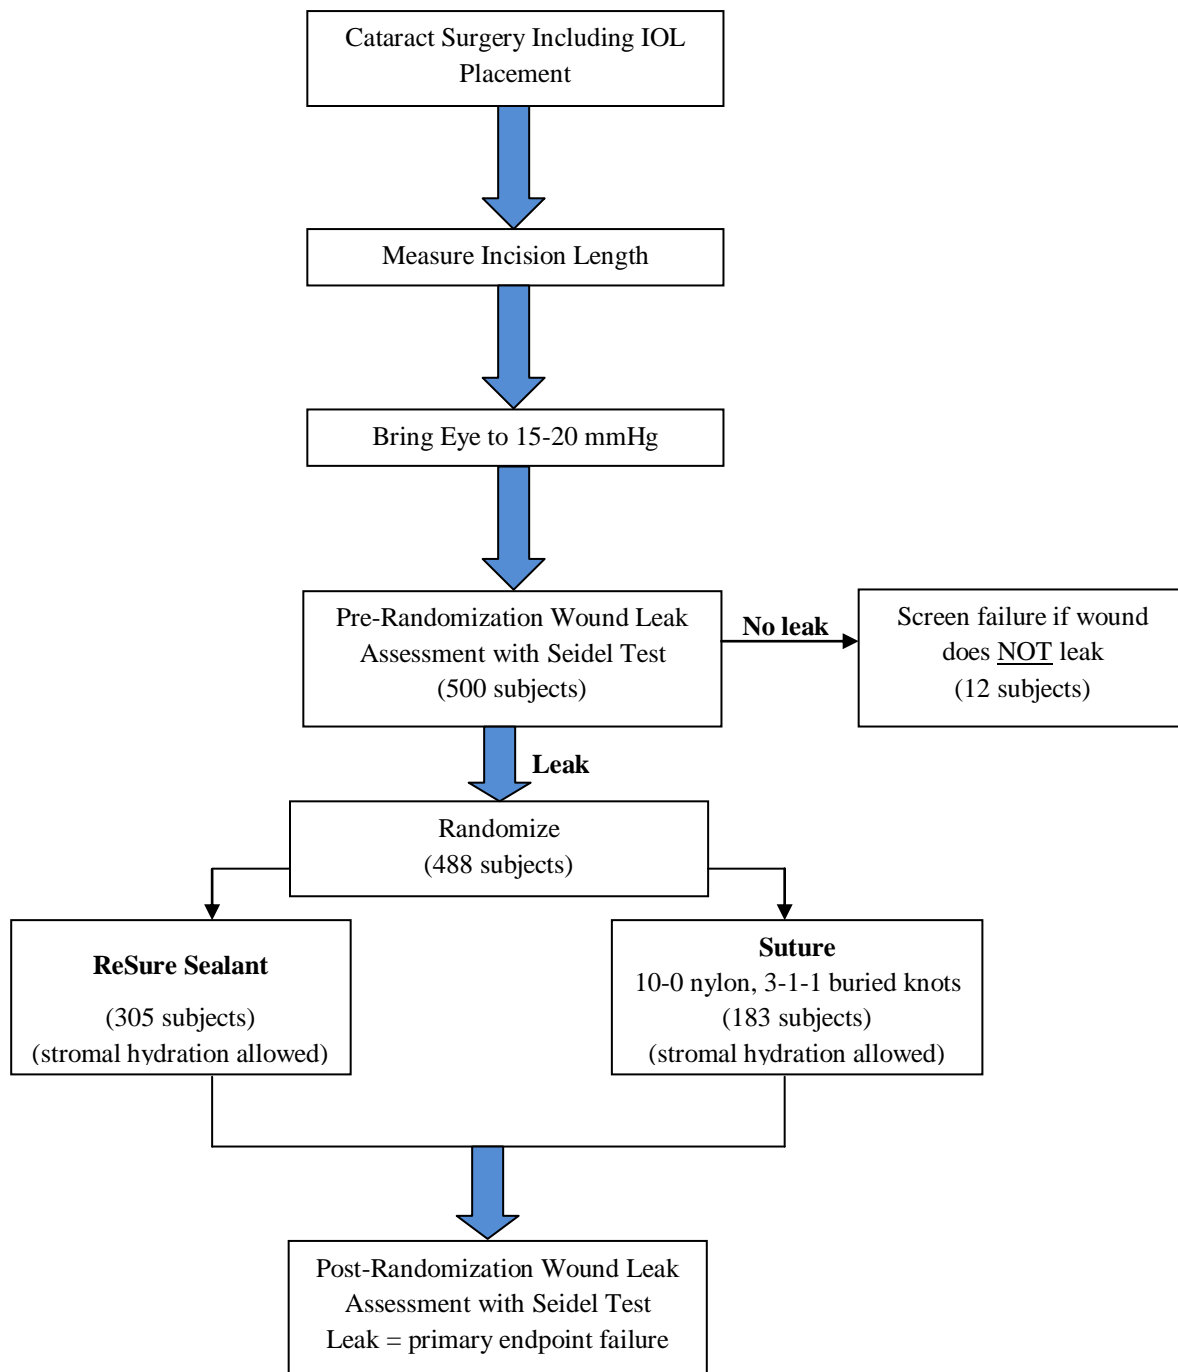 Cataract Surgery Including IOL
Placement
Measure Incision Length
Bring Eye to 15-20 mmHg
Pre-Randomization Wound Leak
Assessment with Seidel Test
(500 subjects)
No leak
Screen failure if wound
does NOT leak
(12 subjects)
Leak
Randomize
(488 subjects)
ReSure Sealant
(305 subjects)
(stromal hydration allowed)
Suture
10-0 nylon, 3-1-1 buried knots
(183 subjects)
(stromal hydration allowed)
Post-Randomization Wound Leak
Assessment with Seidel Test
Leak = primary endpoint failure